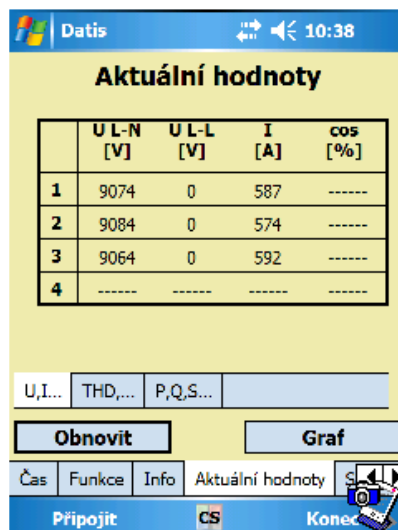 Datis 10:38
Aktuální hodnoty
U L-N U L-L I cos
[V] [V] [A] [%]
1 9074 0 587 ------
2 9084 0 574 ------
3 9064 0 592 ------
4 ------ ------ ------ ------
U,I... THD,... P,Q,S...
Obnovit Graf
Čas Funkce Info Aktuální hodnoty
Připojit CS